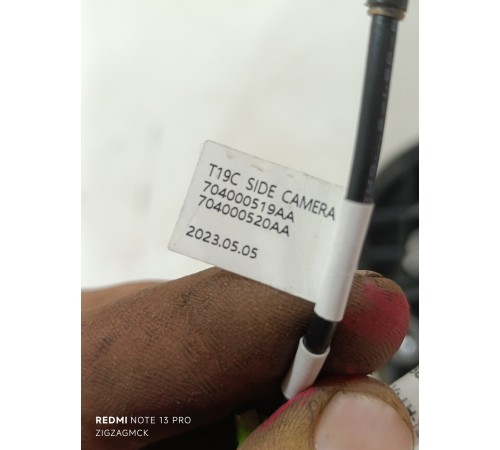 T19C SIDE CAMERA
704000519AA
704000520AA
2023.05.05
REDMI NOTE 13 PRO
ZIGZAGMCK